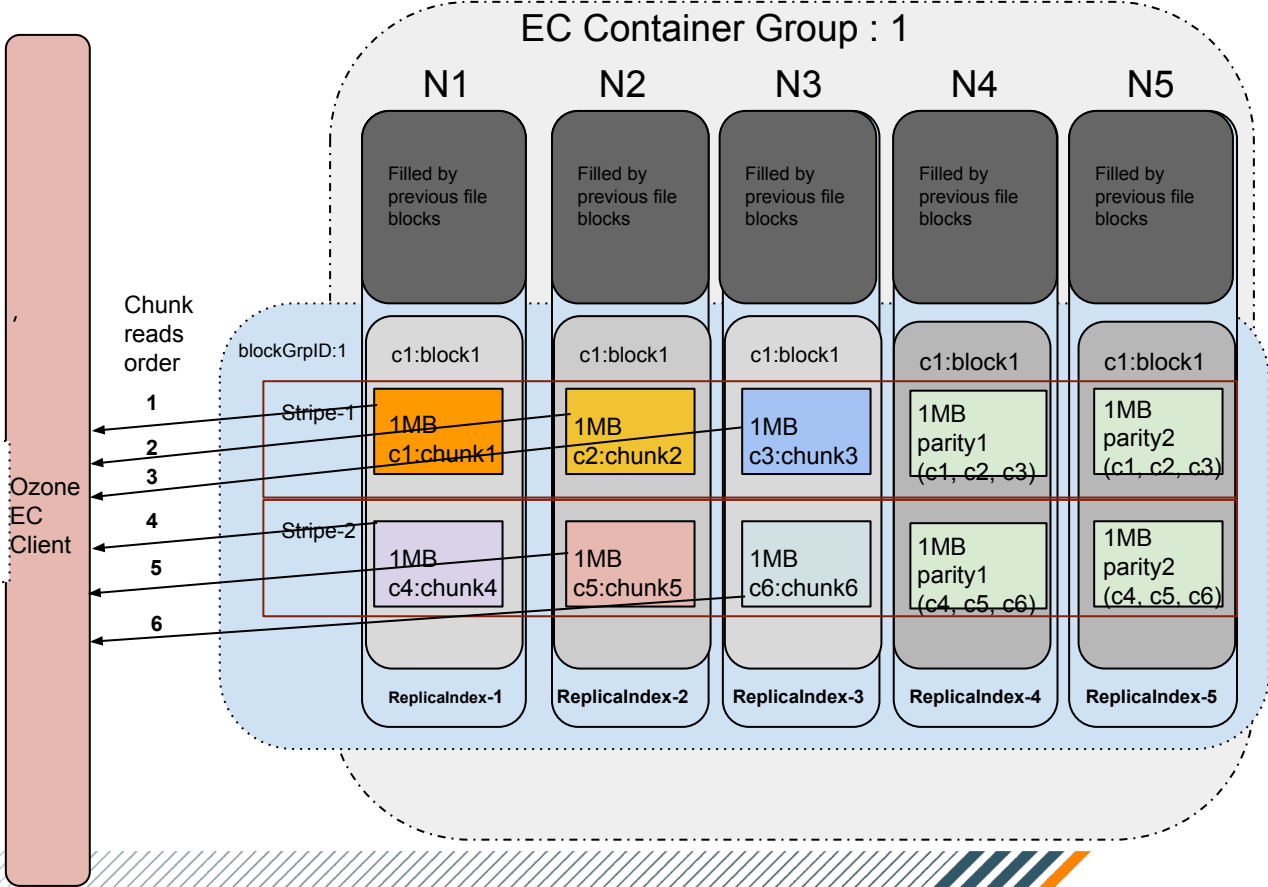 EC Container Group : 1
N1
N2
N3
N4
N5
Filled by
previous file
blocks
Filled by
previous file
blocks
Filled by
previous file
blocks
Filled by
previous file
blocks
Filled by
previous file
blocks
Chunk
reads
order
,
blockGrpID:1
c1:block1
c1:block1
c1:block1
c1:block1
c1:block1
1
2
3
Stripe-1
1MB
c1:chunk1
1MB
c2:chunk2
1MB
c3:chunk3
1MB
parity1
(c1, c2, c3)
1MB
parity2
(c1, c2, c3)
Ozone
EC
Client
4
5
6
Stripe-2
1MB
c4:chunk4
1MB
c5:chunk5
1MB
c6:chunk6
1MB
parity1
(c4, c5, c6)
1MB
parity2
(c4, c5, c6)
ReplicaIndex-1
ReplicaIndex-2
ReplicaIndex-3
ReplicaIndex-4
ReplicaIndex-5